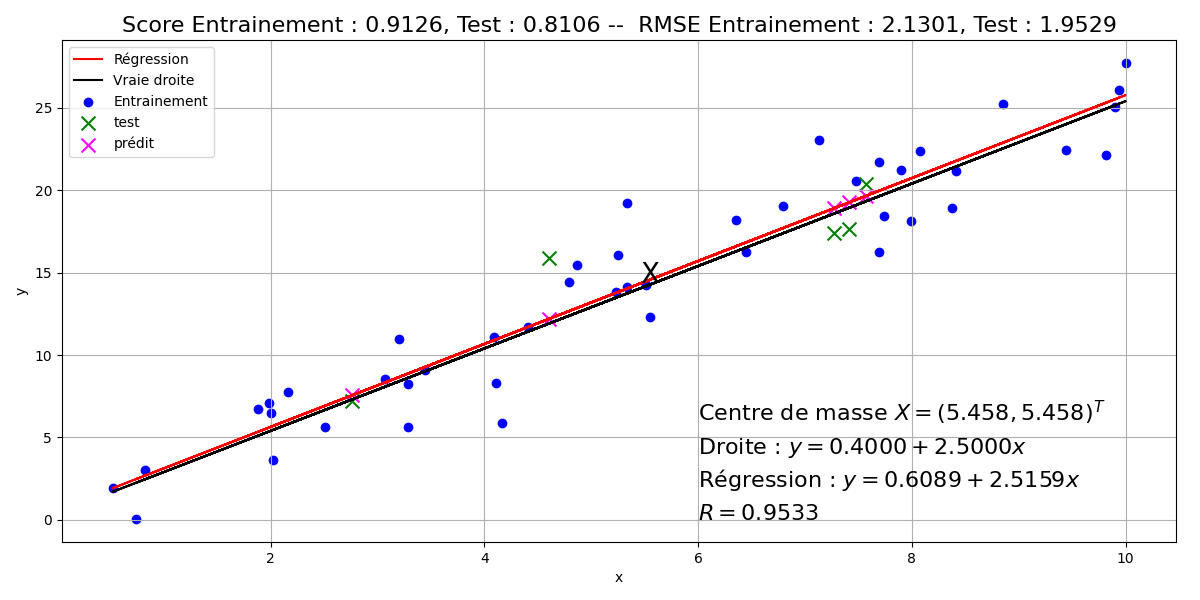 Score Entrainement : 0.9126, Test : 0.8106 --  RMSE Entrainement : 2.1301, Test : 1.9529
Régression
Vraie droite
Entrainement
test
prédit
25
20
15
10
5
0
y
X
Centre de masse X = (5.458, 5.458)^T
Droite : y = 0.4000 + 2.5000x
Régression : y = 0.6089 + 2.5159x
R = 0.9533
2 4 6 8 10
x